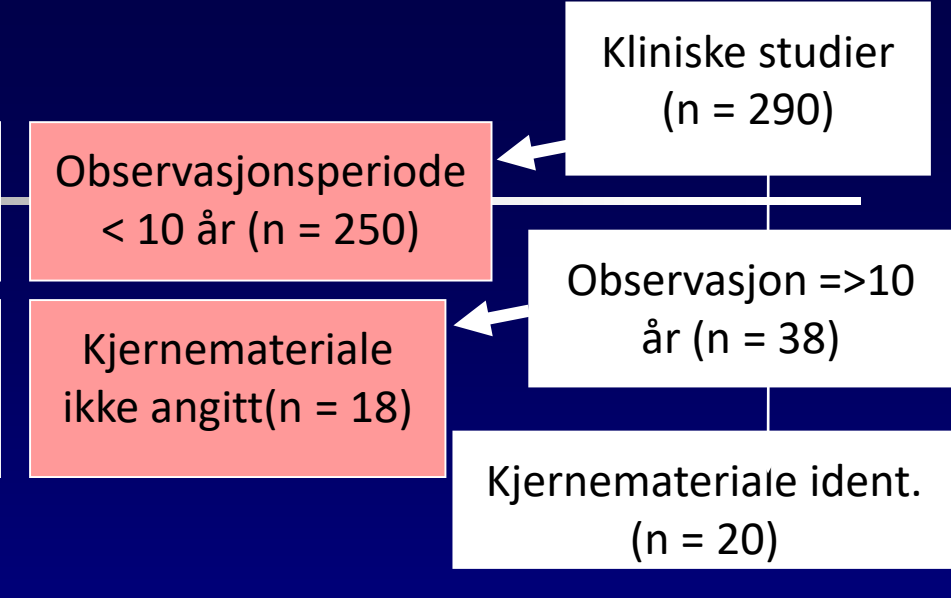 Kliniske studier
(n = 290)
Observasjonsperiode
< 10 år (n = 250)
Observasjon =>10
år (n = 38)
Kjernemateriale
ikke angitt(n = 18)
Kjernemateriale ident.
(n = 20)